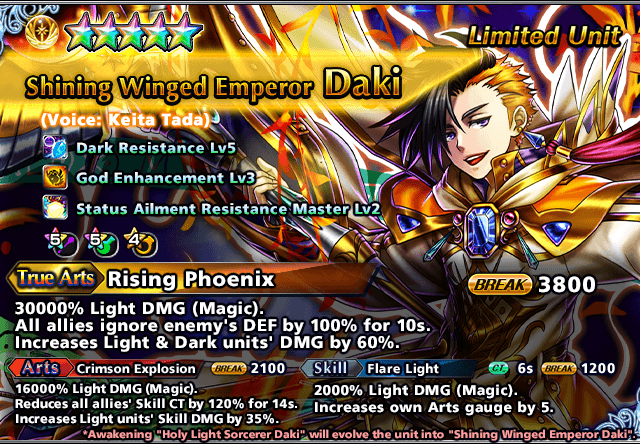 Limited Unit
Shining Winged Emperor Daki
(Voice: Keita Tada)
Dark Resistance Lv5
God Enhancement Lv3
Status Ailment Resistance Master Lv2
5 5 4
True Arts Rising Phoenix BREAK 3800
30000% Light DMG (Magic).
All allies ignore enemy's DEF by 100% for 10s.
Increases Light & Dark units' DMG by 60%.
Arts Crimson Explosion BREAK 2100
16000% Light DMG (Magic).
Reduces all allies' Skill CT by 120% for 14s.
Increases Light units' Skill DMG by 35%.
Skill Flare Light CT 6s BREAK 1200
2000% Light DMG (Magic).
Increases own Arts gauge by 5.
*Awakening "Holy Light Sorcerer Daki" will evolve the unit into "Shining Winged Emperor Daki"